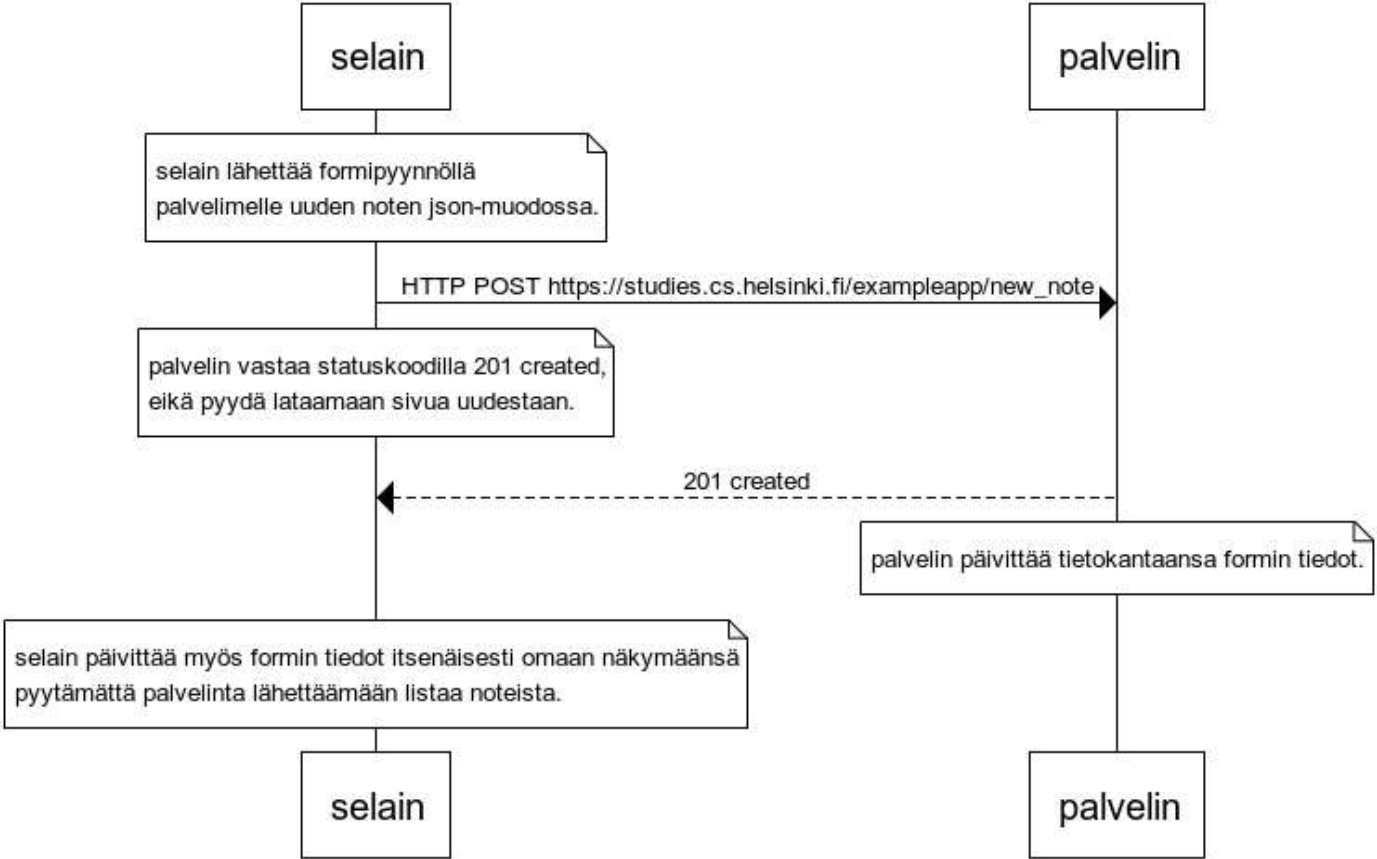 selain
palvelin
selain lähettää formipyynnöllä
palvelimelle uuden noten json-muodossa.
HTTP POST https://studies.cs.helsinki.fi/exampleapp/new_note
palvelin vastaa statuskoodilla 201 created,
eikä pyydä lataamaan sivua uudestaan.
201 created
palvelin päivittää tietokantaansa formin tiedot.
selain päivittää myös formin tiedot itsenäisesti omaan näkymäänsä
pyytämättä palvelinta lähettäämään listaa noteista.
selain
palvelin